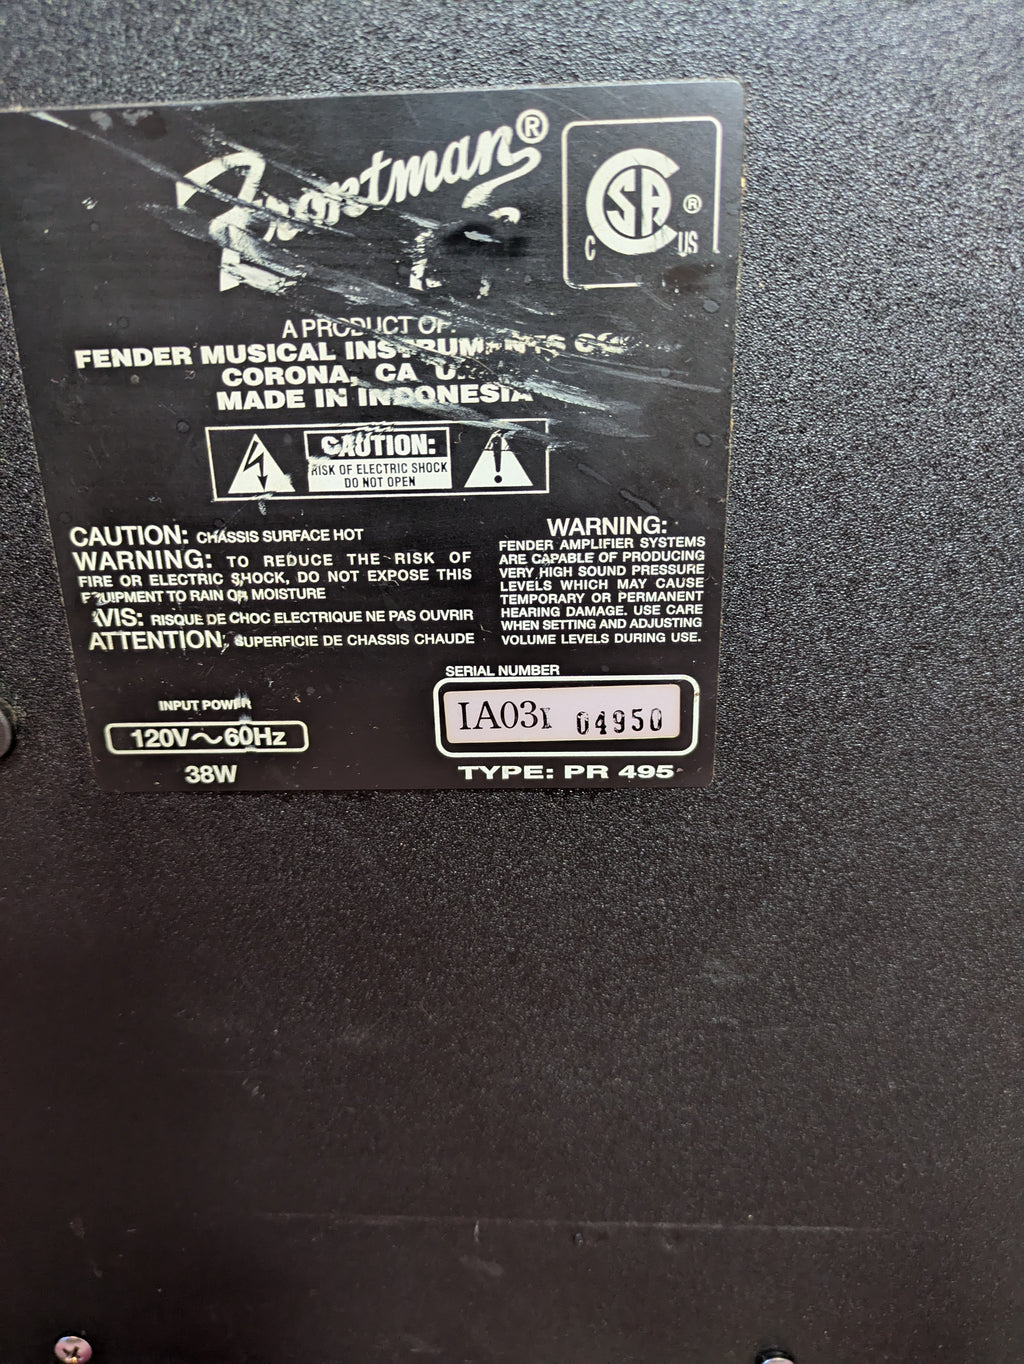 Frontman®
CSA®
C US
A PRODUCT OF:
FENDER MUSICAL INSTRUMENTS
CORONA, CA
MADE IN INDONESIA
CAUTION:
RISK OF ELECTRIC SHOCK
DO NOT OPEN
CAUTION: CHASSIS SURFACE HOT
WARNING: TO REDUCE THE RISK OF
FIRE OR ELECTRIC SHOCK, DO NOT EXPOSE THIS
EQUIPMENT TO RAIN OR MOISTURE
AVIS: RISQUE DE CHOC ELECTRIQUE NE PAS OUVRIR
ATTENTION: SUPERFICIE DE CHASSIS CHAUDE
WARNING:
FENDER AMPLIFIER SYSTEMS
ARE CAPABLE OF PRODUCING
VERY HIGH SOUND PRESSURE
LEVELS WHICH MAY CAUSE
TEMPORARY OR PERMANENT
HEARING DAMAGE. USE CARE
WHEN SETTING AND ADJUSTING
VOLUME LEVELS DURING USE.
INPUT POWER
120V~60Hz
38W
SERIAL NUMBER
IA03I 04950
TYPE: PR 495